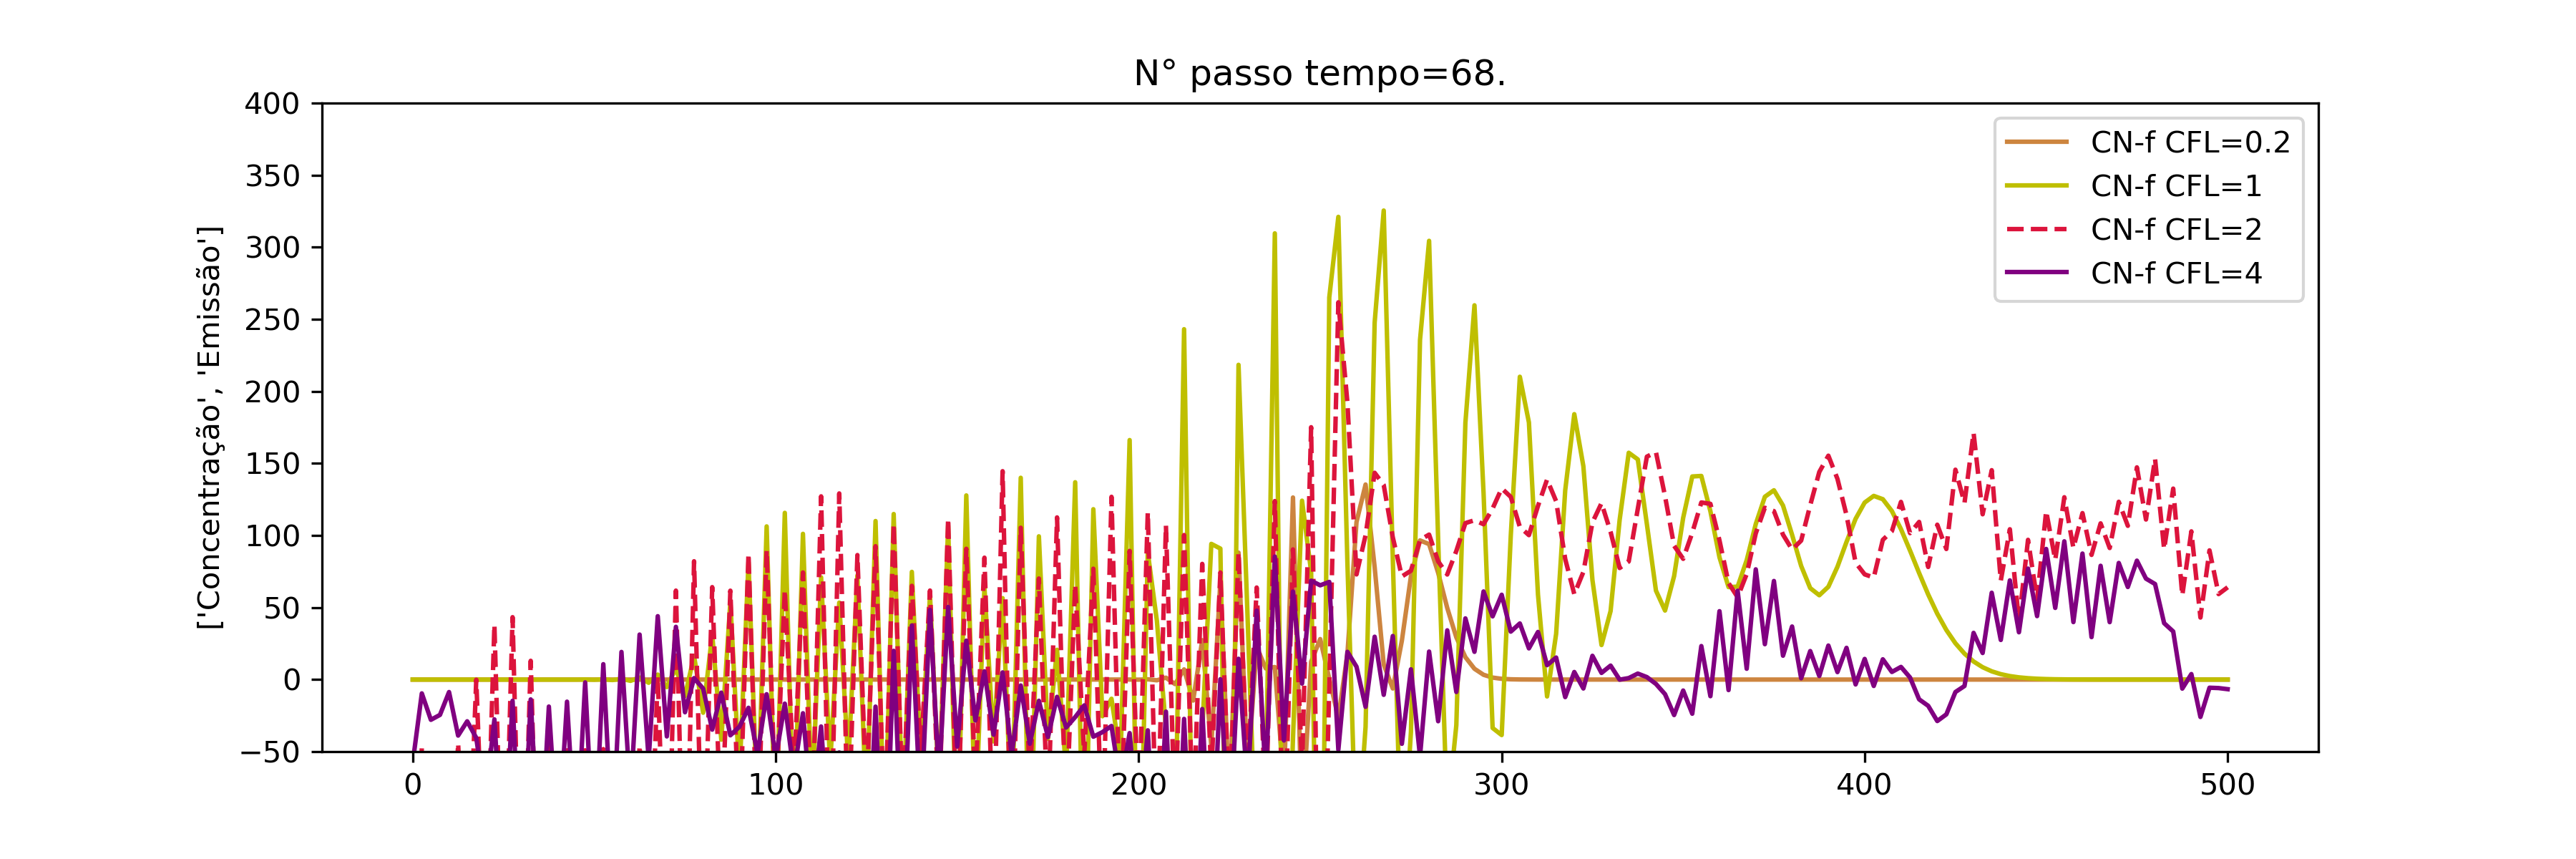 N° passo tempo=68.
['Concentração', 'Emissão']
400
350
300
250
200
150
100
50
0
−50
0 100 200 300 400 500
CN-f CFL=0.2
CN-f CFL=1
CN-f CFL=2
CN-f CFL=4